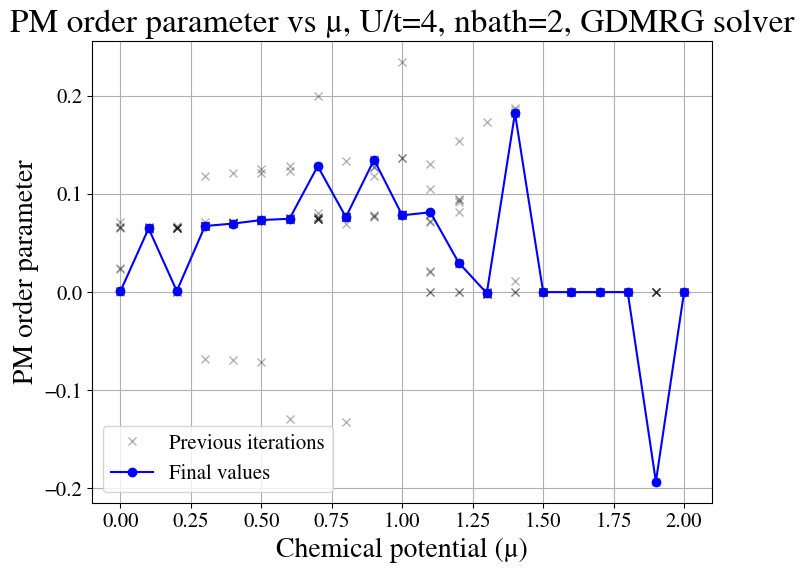 PM order parameter vs µ, U/t=4, nbath=2, GDMRG solver
PM order parameter
0.2
0.1
0.0
−0.1
−0.2
Previous iterations
Final values
0.00 0.25 0.50 0.75 1.00 1.25 1.50 1.75 2.00
Chemical potential (µ)